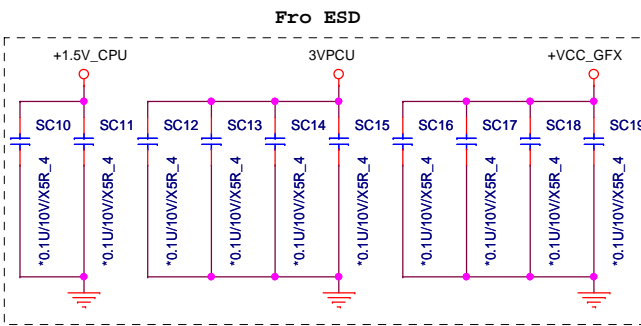 Fro ESD
+1.5V_CPU
3VPCU
+VCC_GFX
SC10
SC11
SC12
SC13
SC14
SC15
SC16
SC17
SC18
SC19
*0.1U/10V/X5R_4
*0.1U/10V/X5R_4
*0.1U/10V/X5R_4
*0.1U/10V/X5R_4
*0.1U/10V/X5R_4
*0.1U/10V/X5R_4
*0.1U/10V/X5R_4
*0.1U/10V/X5R_4
*0.1U/10V/X5R_4
*0.1U/10V/X5R_4